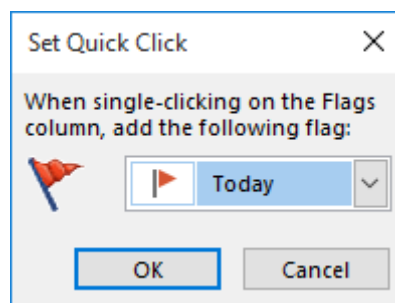 Set Quick Click
When single-clicking on the Flags
column, add the following flag:
Today
OK Cancel